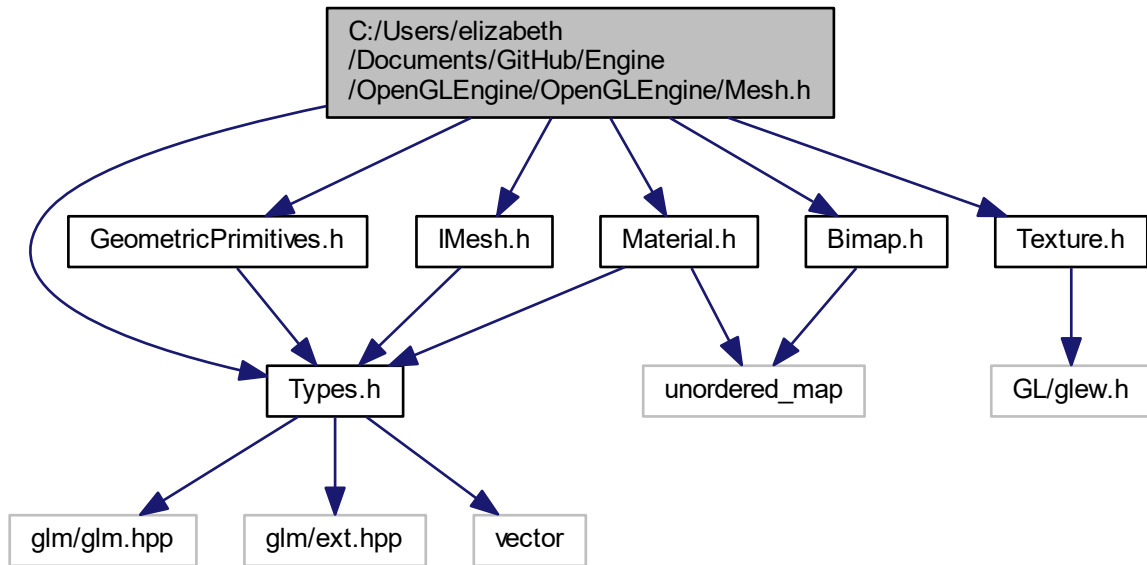 C:/Users/elizabeth
/Documents/GitHub/Engine
/OpenGLEngine/OpenGLEngine/Mesh.h
GeometricPrimitives.h
IMesh.h
Material.h
Bimap.h
Texture.h
Types.h
unordered_map
GL/glew.h
glm/glm.hpp
glm/ext.hpp
vector